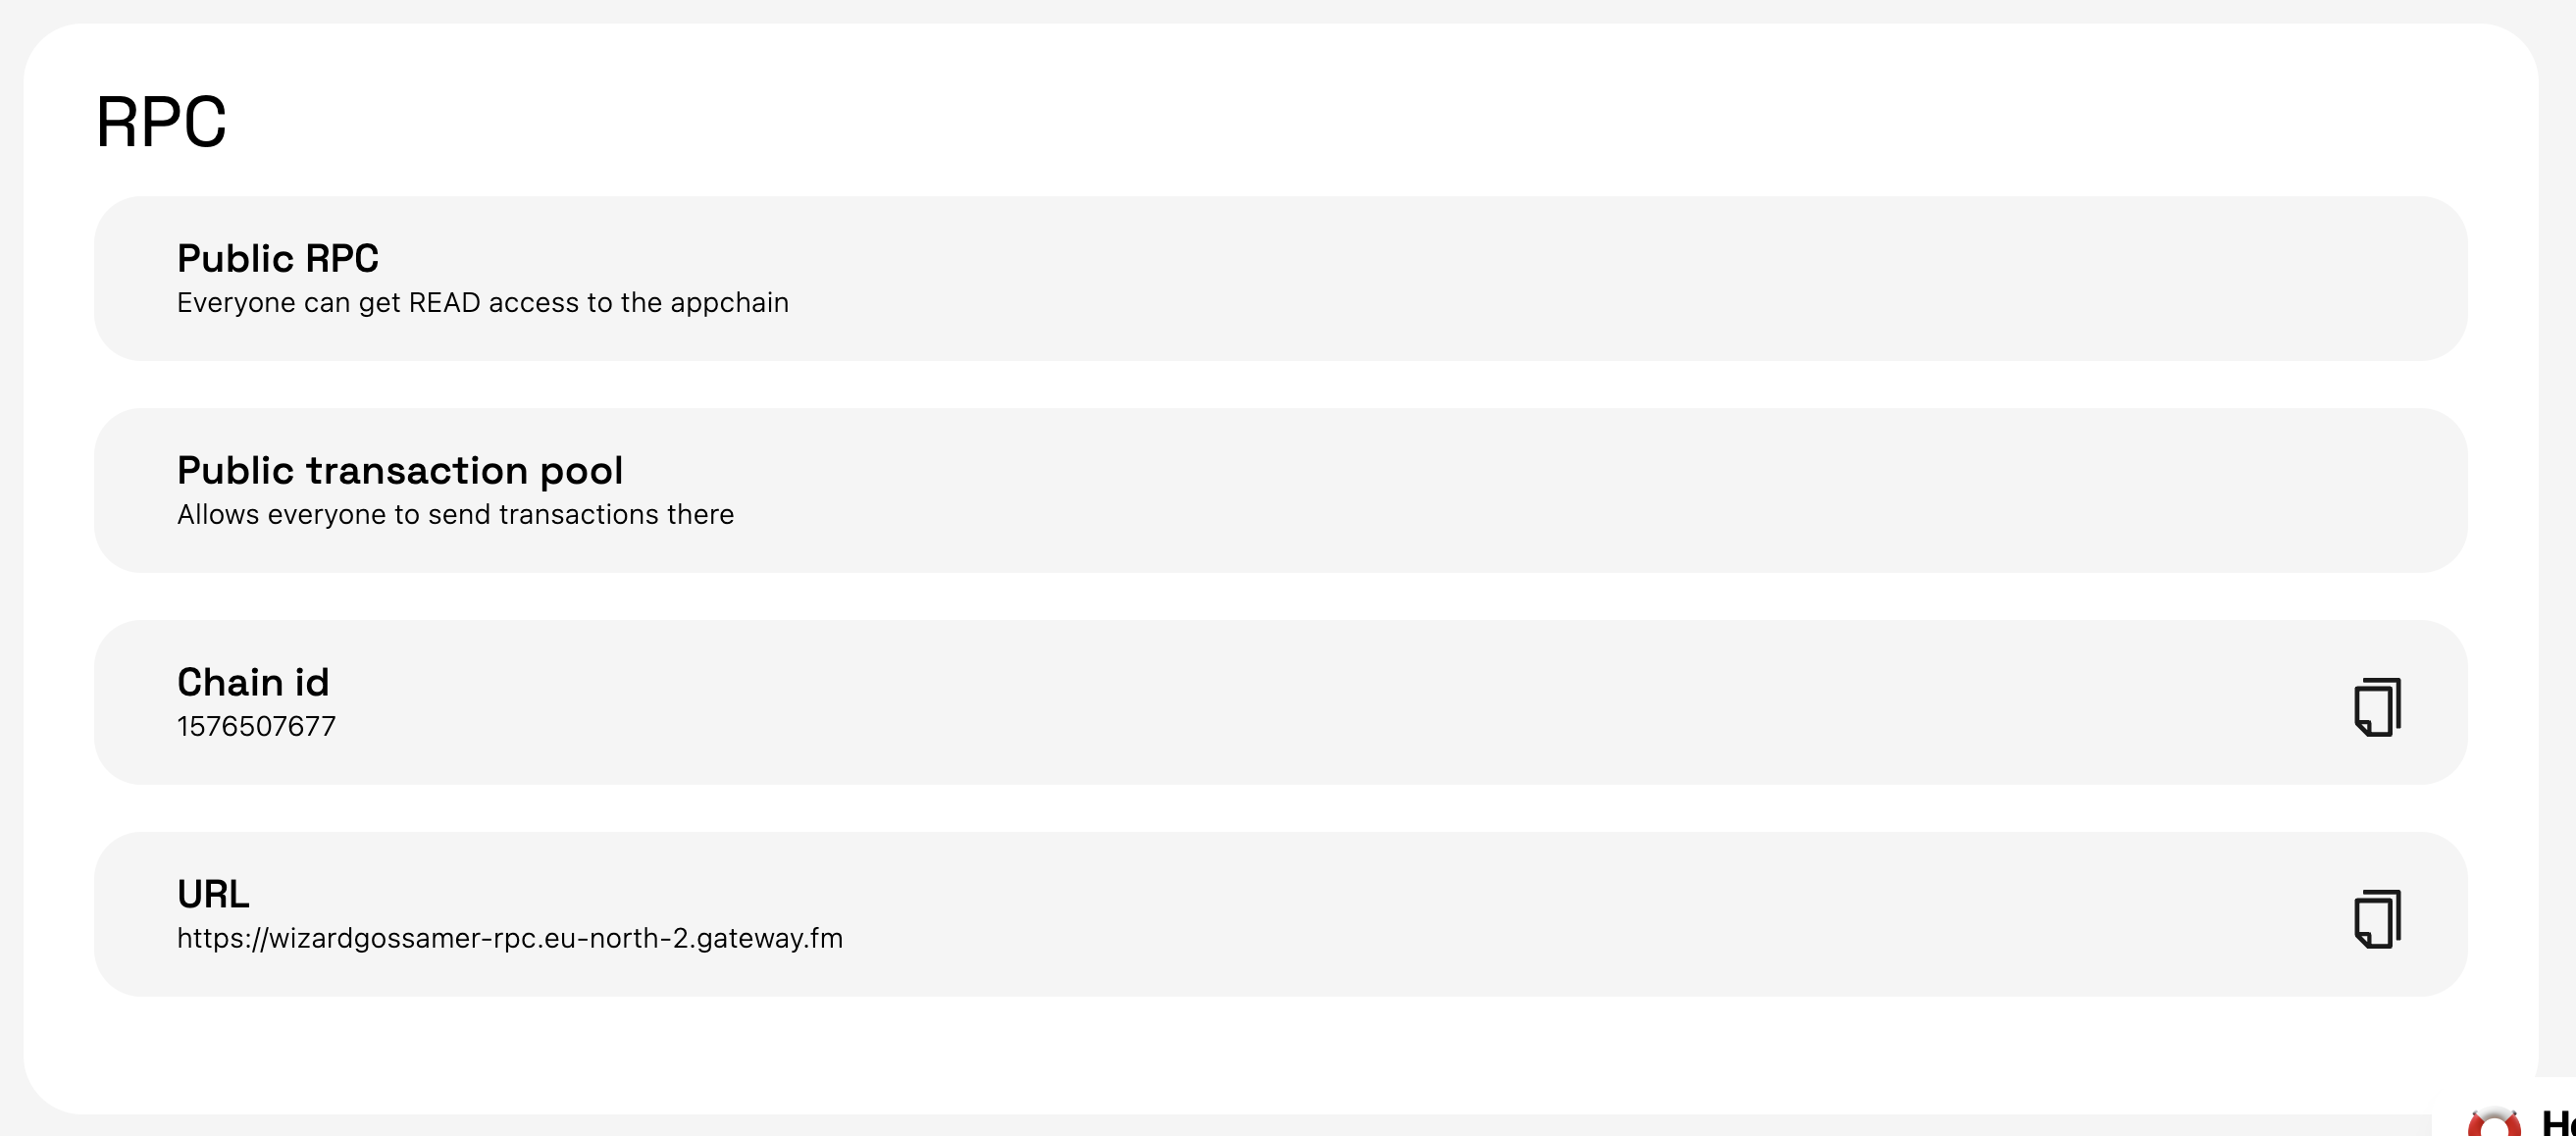 RPC
Public RPC
Everyone can get READ access to the appchain
Public transaction pool
Allows everyone to send transactions there
Chain id
1576507677
URL
https://wizardgossamer-rpc.eu-north-2.gateway.fm